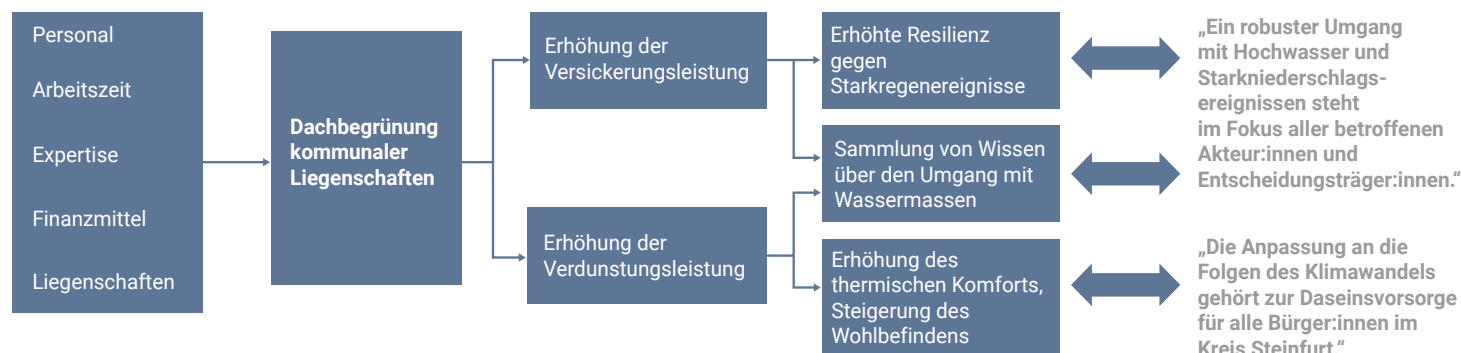 Personal
Arbeitszeit
Expertise
Finanzmittel
Liegenschaften
Dachbegrünung
kommunaler
Liegenschaften
Erhöhung der
Versickerungsleistung
Erhöhung der
Verdunstungsleistung
Erhöhte Resilienz
gegen
Starkregenereignisse
Sammlung von Wissen
über den Umgang mit
Wassermassen
Erhöhung des
thermischen Komforts,
Steigerung des
Wohlbefindens
„Ein robuster Umgang
mit Hochwasser und
Starkniederschlags-
ereignissen steht
im Fokus aller betroffenen
Akteur:innen und
Entscheidungsträger:innen.“
„Die Anpassung an die
Folgen des Klimawandels
gehört zur Daseinsvorsorge
für alle Bürger:innen im
Kreis Steinfurt.“